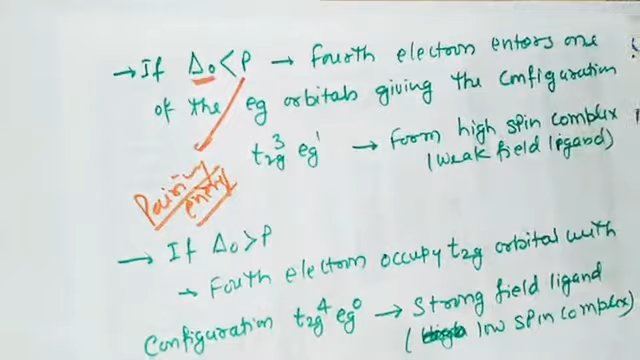 → If Δo < P → fourth electron enters one
of the eg orbitals giving the configuration
t2g³ eg¹ → Form high spin complex
(weak field ligand)
Pairing
energy
→ If Δo > P
→ Fourth electron occupy t2g orbital with
Configuration t2g⁴ eg⁰ → Strong field ligand
(low spin complex)